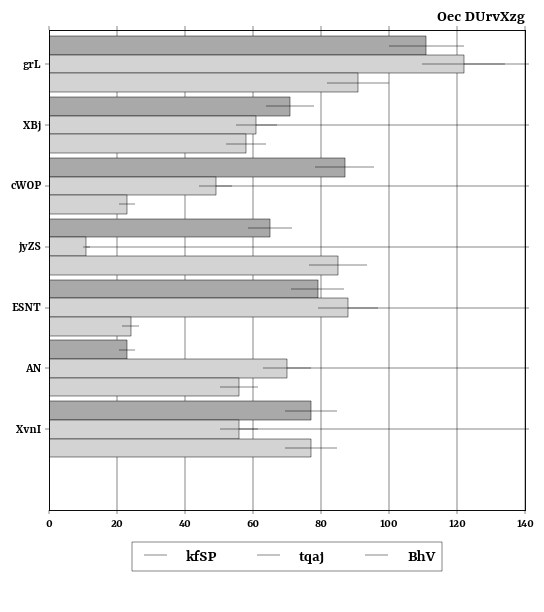 Oec DUrvXzg
grL
XBj
cWOP
jyZS
ESNT
AN
XvnI
0 20 40 60 80 100 120 140
kfSP tqaj BhV